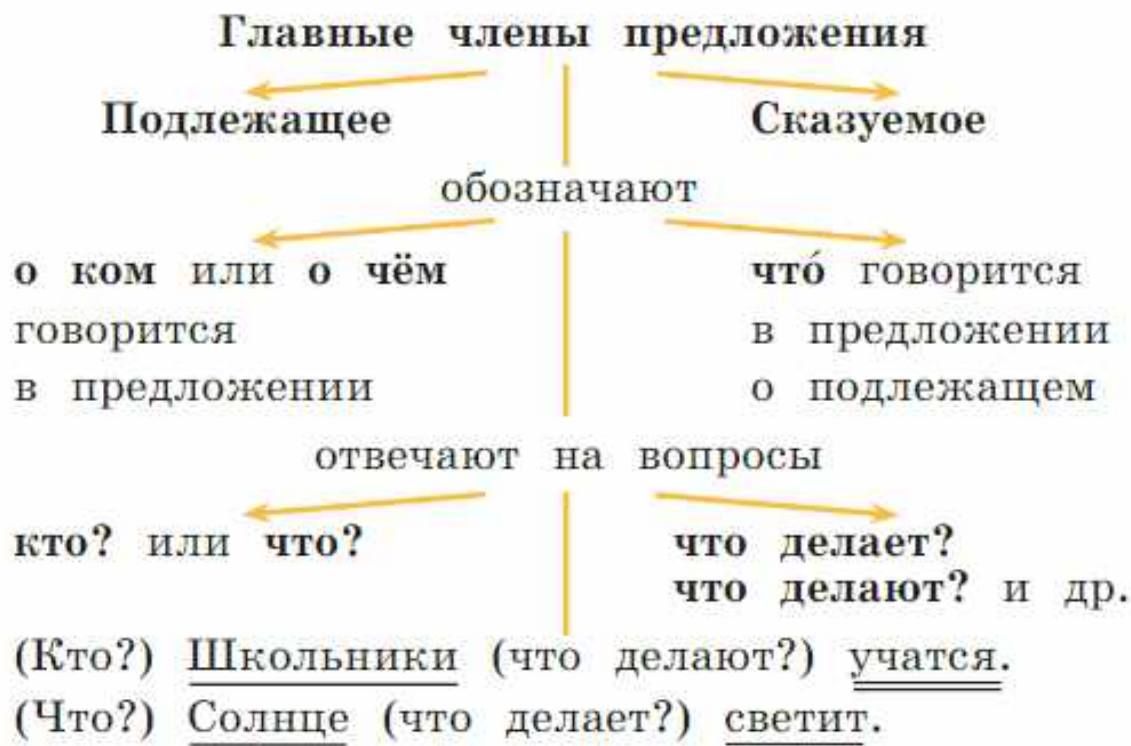 Главные члены предложения
Подлежащее
Сказуемое
обозначают
о ком или о чём
говорится
в предложении
что́ говорится
в предложении
о подлежащем
отвечают на вопросы
кто? или что?
что делает?
что делают? и др.
(Кто?) Школьники (что делают?) учатся.
(Что?) Солнце (что делает?) светит.